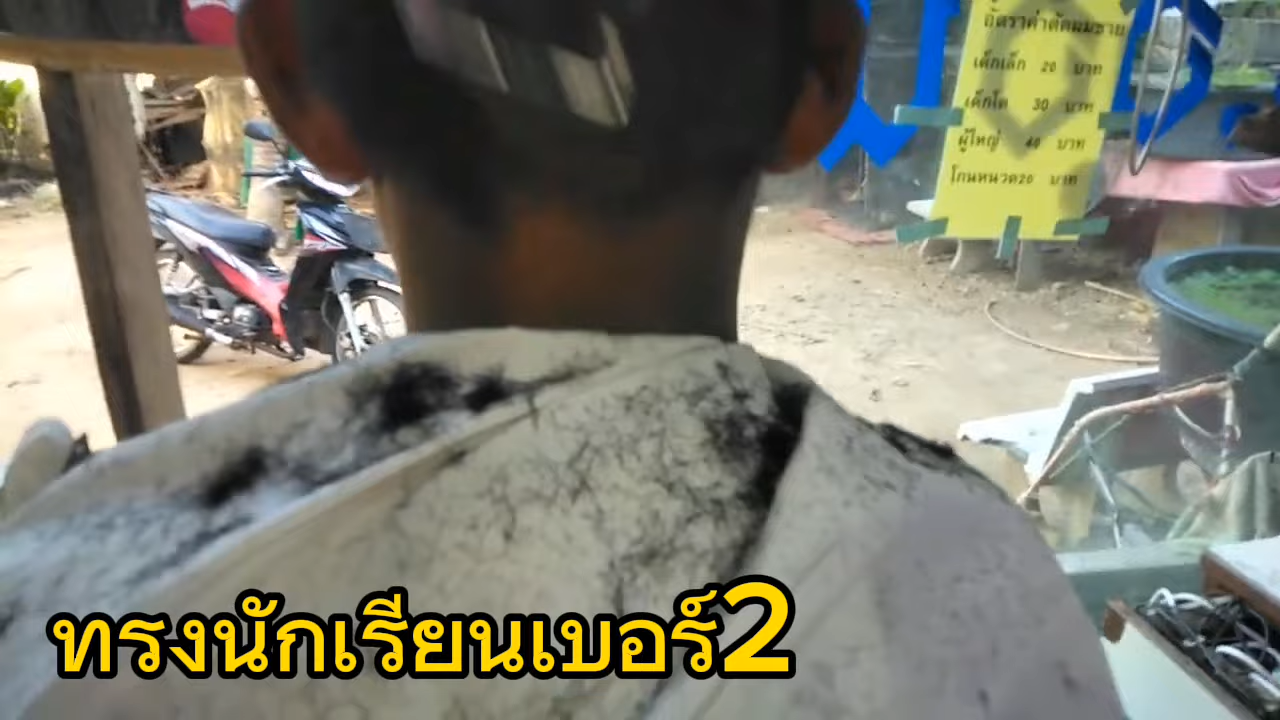 อัตราค่าตัดผมชาย
เด็กเล็ก 20 บาท
เด็กโต 30 บาท
ผู้ใหญ่ 40 บาท
โกนหนวด20 บาท
ทรงนักเรียนเบอร์2